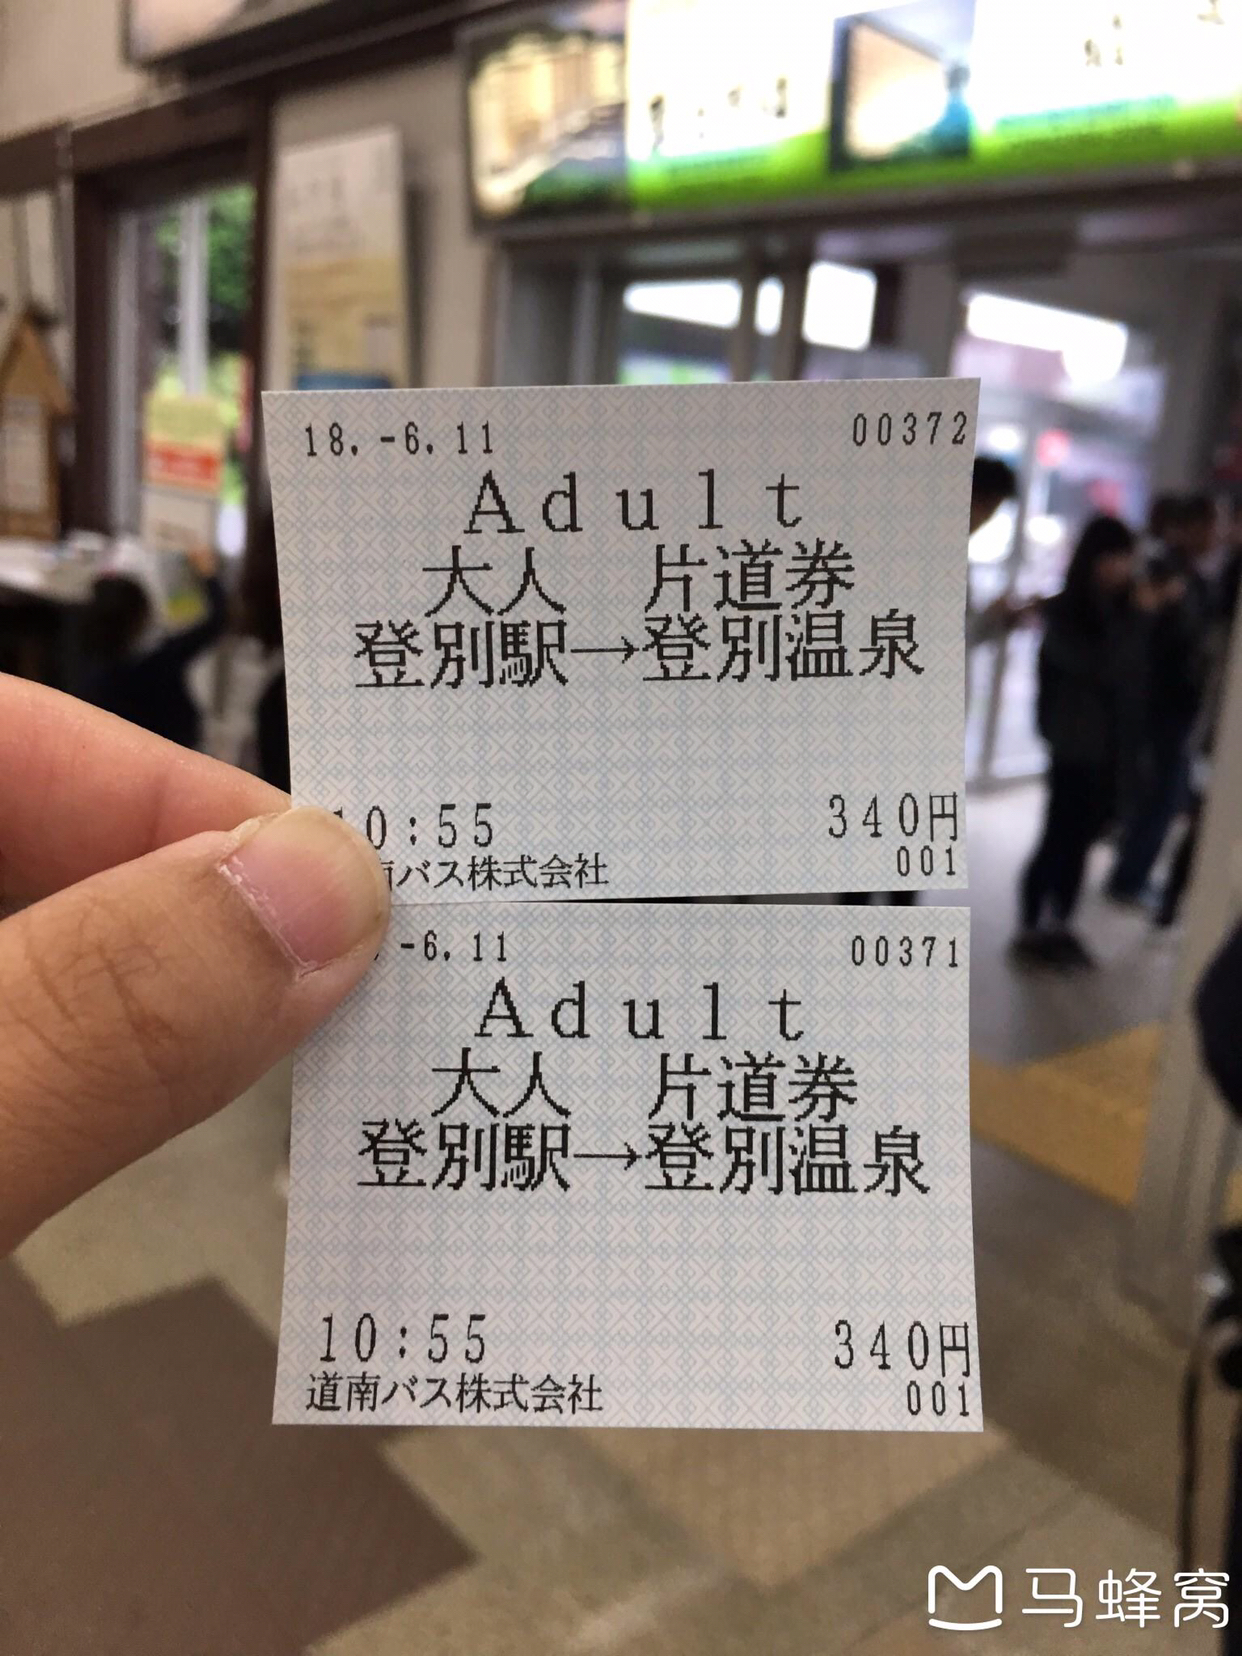 18.-6.11 00372
Adult
大人 片道券
登別駅→登別温泉
10:55 340円
南バス株式会社 001
-6.11 00371
Adult
大人 片道券
登別駅→登別温泉
10:55 340円
道南バス株式会社 001
马蜂窝